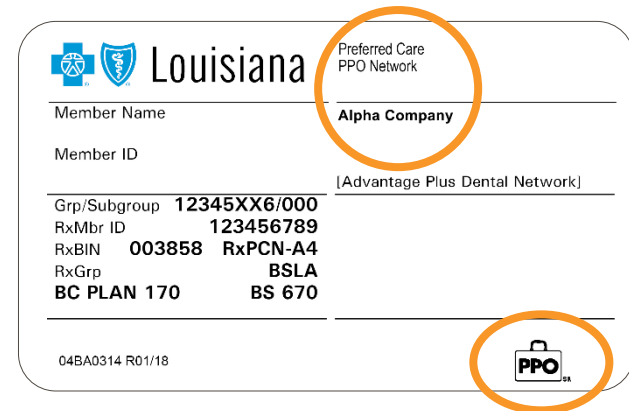 Louisiana
Preferred Care
PPO Network
Member Name
Alpha Company
Member ID
[Advantage Plus Dental Network]
Grp/Subgroup 12345XX6/000
RxMbr ID 123456789
RxBIN 003858 RxPCN-A4
RxGrp BSLA
BC PLAN 170 BS 670
04BA0314 R01/18
PPO